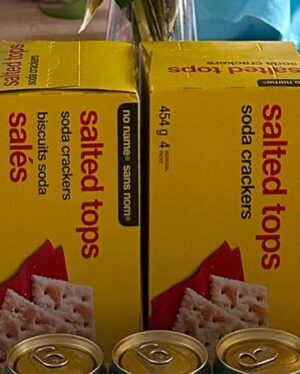 salted tops
soda crackers
no name® sans nom®
salted tops
soda crackers
biscuits soda
salés
salted tops
soda crackers
no name®
454 g 4
salted tops
soda crackers